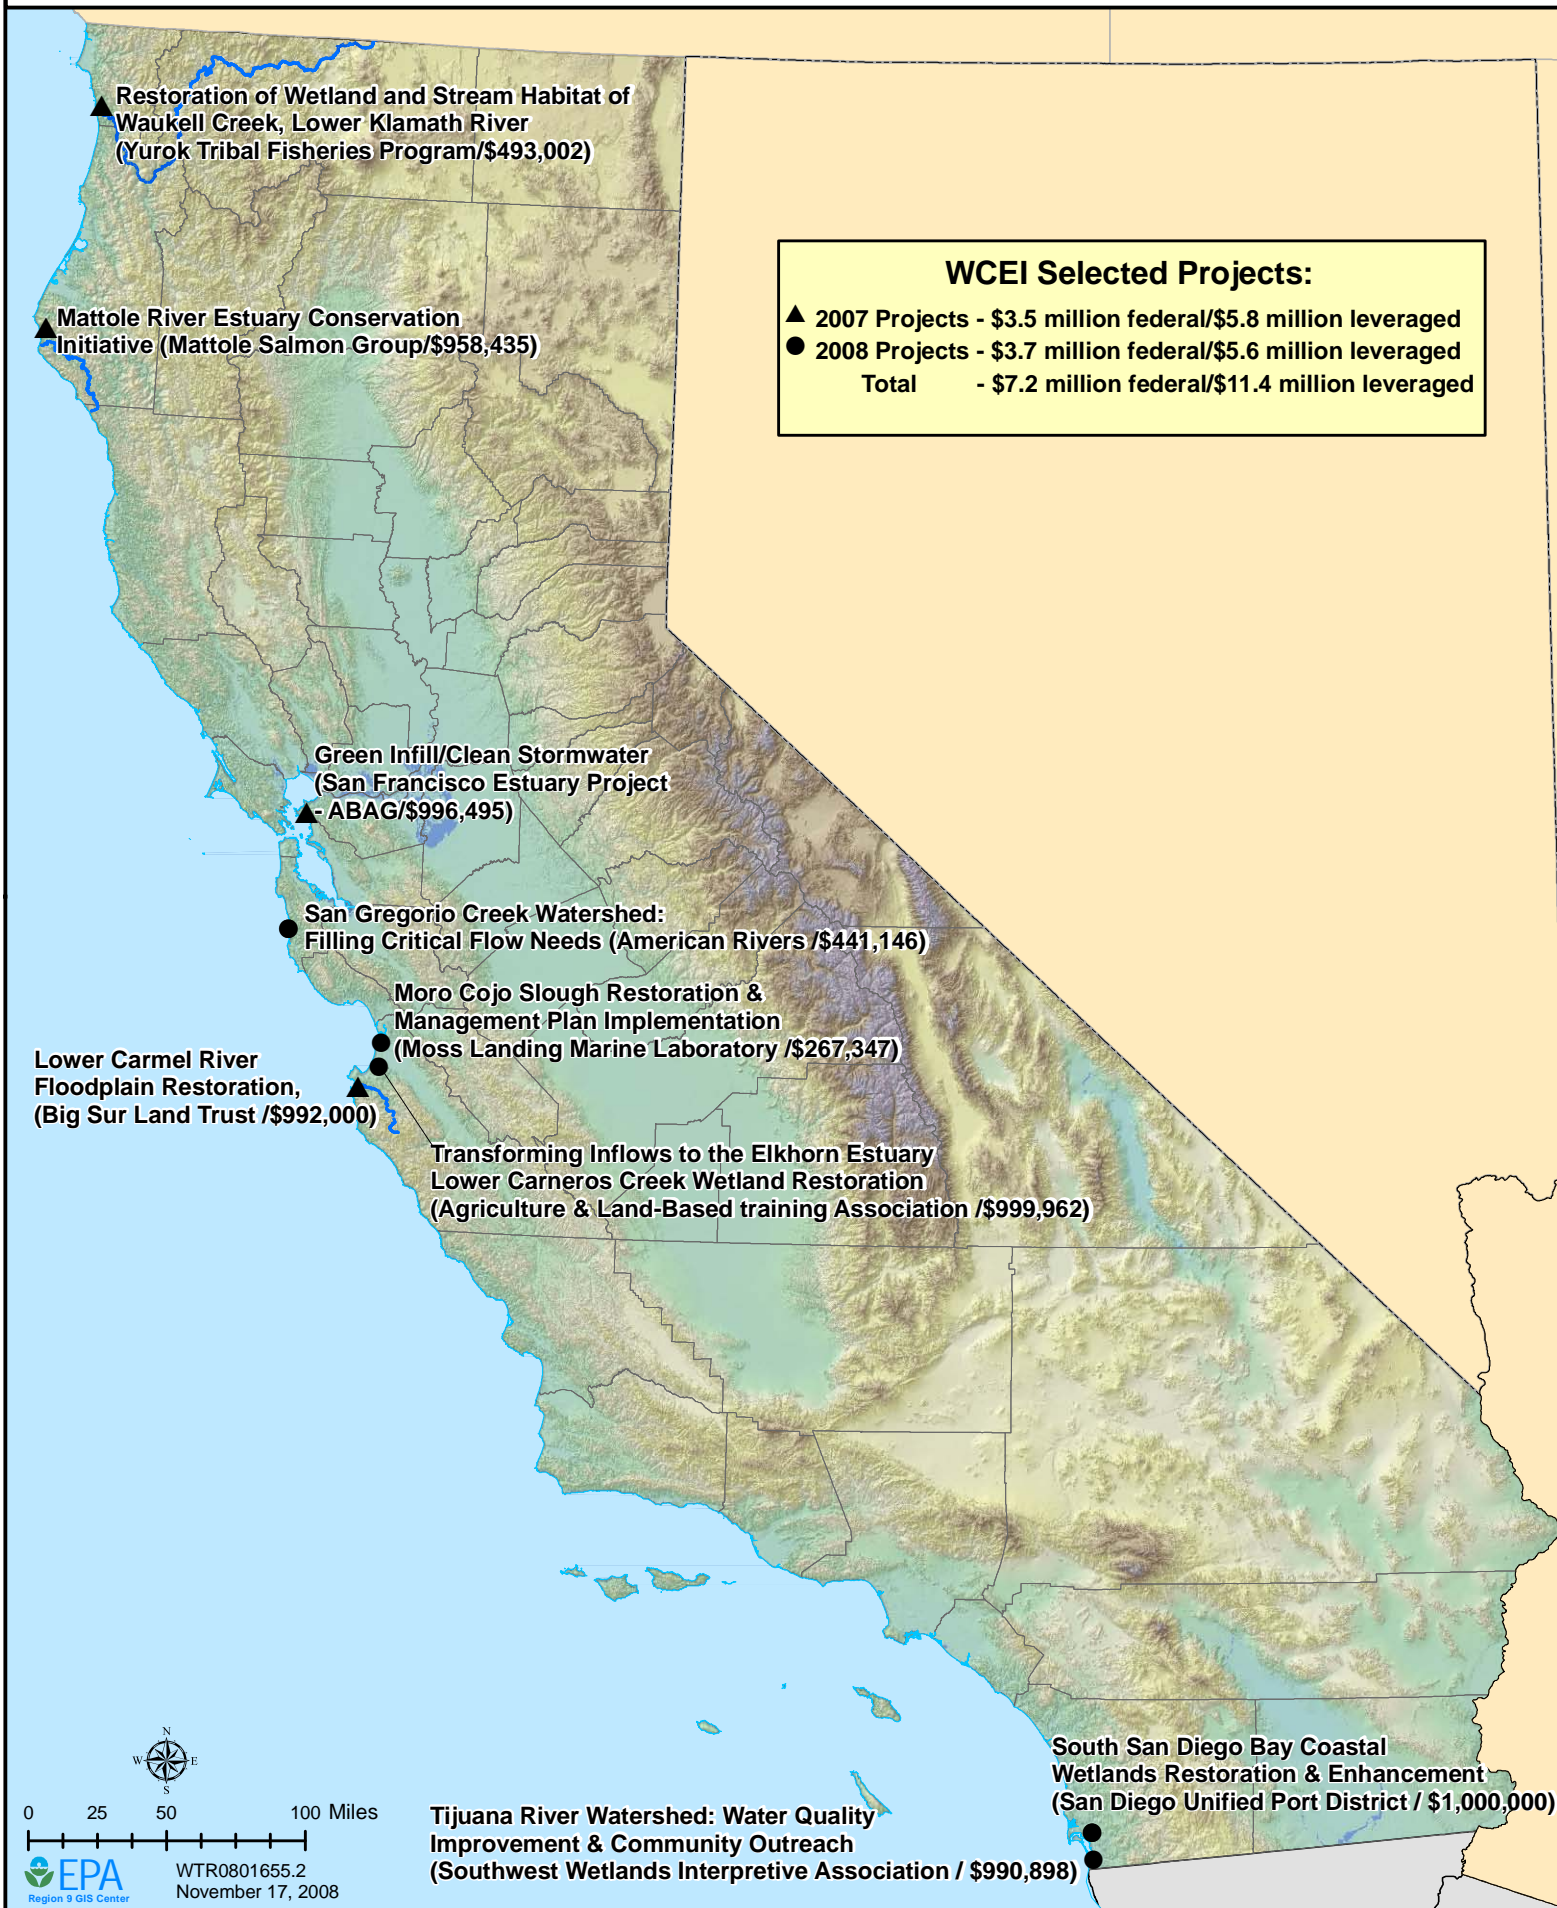 Restoration of Wetland and Stream Habitat of
Waukell Creek, Lower Klamath River
(Yurok Tribal Fisheries Program/$493,002)
WCEI Selected Projects:
2007 Projects - $3.5 million federal/$5.8 million leveraged
2008 Projects - $3.7 million federal/$5.6 million leveraged
Total - $7.2 million federal/$11.4 million leveraged
Mattole River Estuary Conservation
Initiative (Mattole Salmon Group/$958,435)
Green Infill/Clean Stormwater
(San Francisco Estuary Project
- ABAG/$996,495)
San Gregorio Creek Watershed:
Filling Critical Flow Needs (American Rivers /$441,146)
Moro Cojo Slough Restoration &
Management Plan Implementation
(Moss Landing Marine Laboratory /$267,347)
Lower Carmel River
Floodplain Restoration,
(Big Sur Land Trust /$992,000)
Transforming Inflows to the Elkhorn Estuary
Lower Carneros Creek Wetland Restoration
(Agriculture & Land-Based training Association /$999,962)
South San Diego Bay Coastal
Wetlands Restoration & Enhancement
(San Diego Unified Port District / $1,000,000)
Tijuana River Watershed: Water Quality
Improvement & Community Outreach
(Southwest Wetlands Interpretive Association / $990,898)
N
W E
S
0 25 50 100 Miles
EPA
Region 9 GIS Center
WTR0801655.2
November 17, 2008